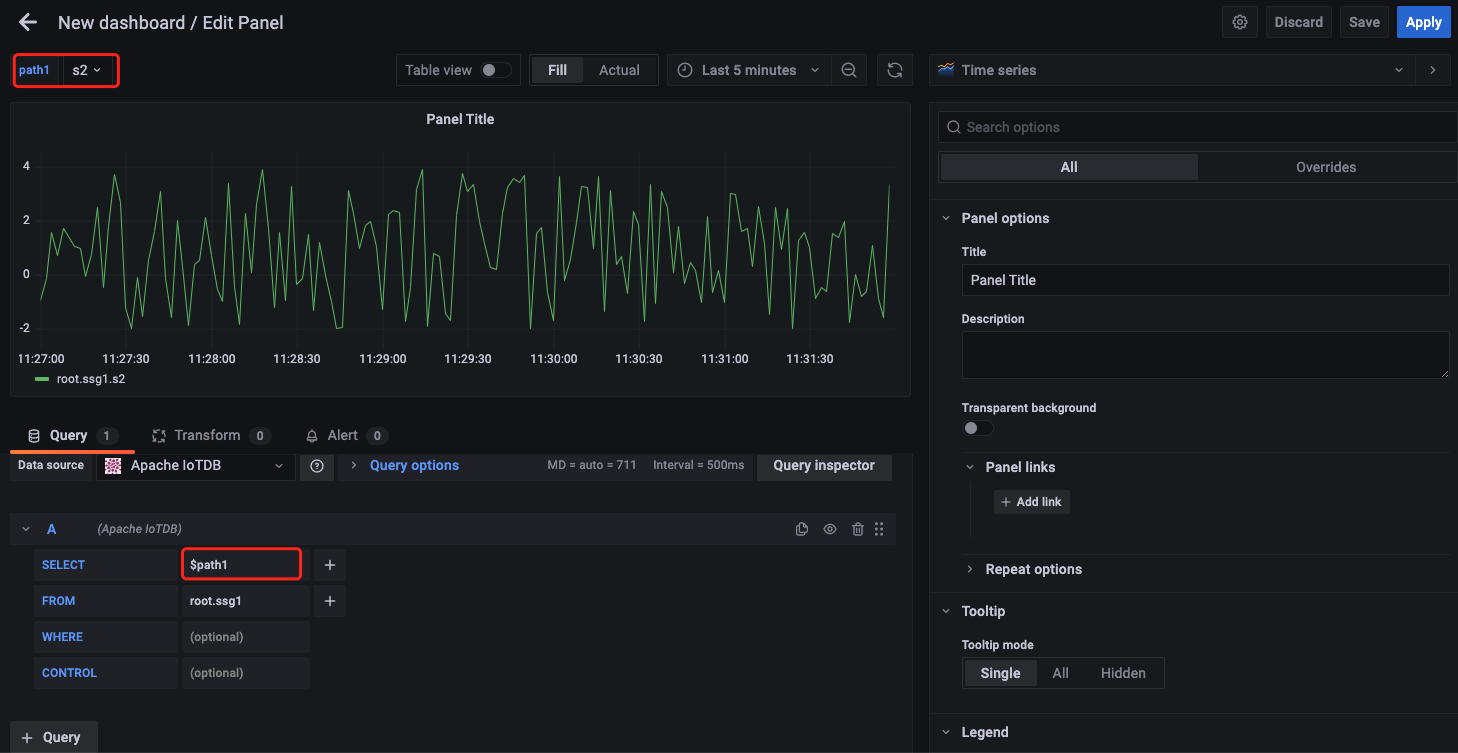 New dashboard / Edit Panel
Discard Save Apply
path1 s2
Table view Fill Actual Last 5 minutes
Time series
Panel Title
4
2
0
-2
11:27:00 11:27:30 11:28:00 11:28:30 11:29:00 11:29:30 11:30:00 11:30:30 11:31:00 11:31:30
root.ssg1.s2
Query 1 Transform 0 Alert 0
Data source Apache IoTDB Query options MD = auto = 711 Interval = 500ms Query inspector
A (Apache IoTDB)
SELECT $path1 +
FROM root.ssg1 +
WHERE (optional)
CONTROL (optional)
+ Query
Search options
All Overrides
Panel options
Title
Panel Title
Description
Transparent background
Panel links
+ Add link
Repeat options
Tooltip
Tooltip mode
Single All Hidden
Legend